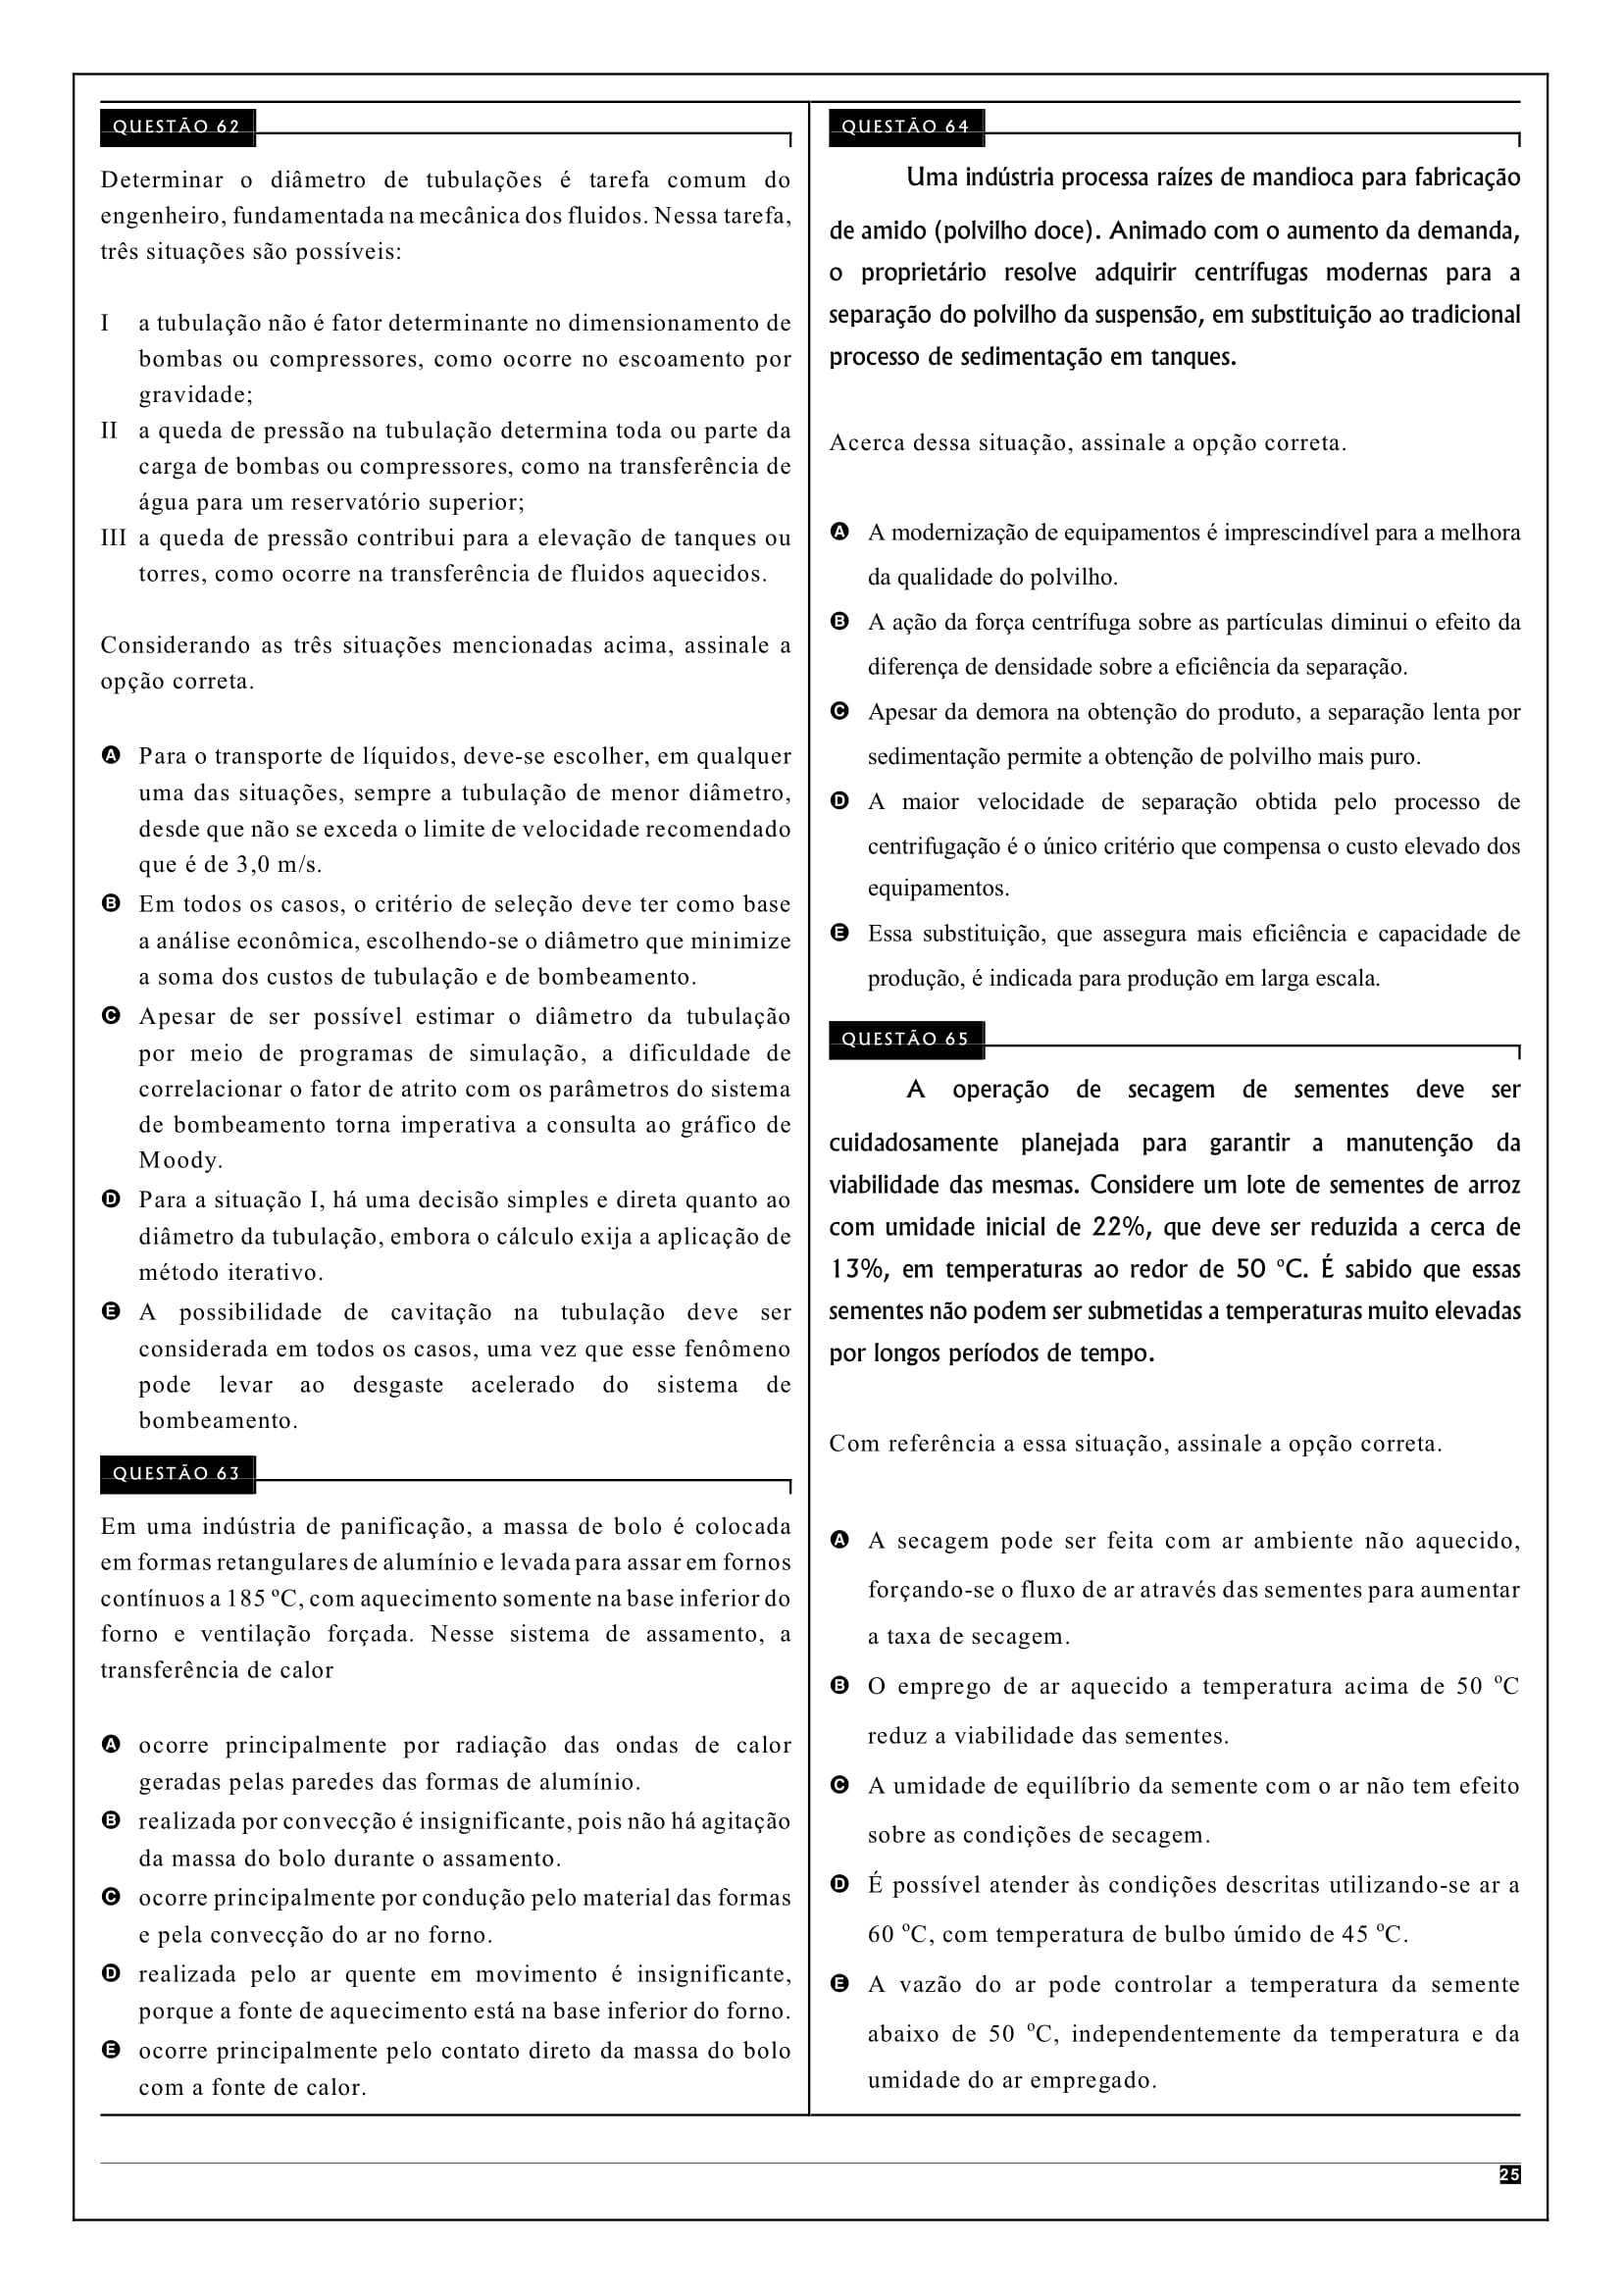 QUESTÃO 62
Determinar o diâmetro de tubulações é tarefa comum do
engenheiro, fundamentada na mecânica dos fluidos. Nessa tarefa,
três situações são possíveis:
I a tubulação não é fator determinante no dimensionamento de
bombas ou compressores, como ocorre no escoamento por
gravidade;
II a queda de pressão na tubulação determina toda ou parte da
carga de bombas ou compressores, como na transferência de
água para um reservatório superior;
III a queda de pressão contribui para a elevação de tanques ou
torres, como ocorre na transferência de fluidos aquecidos.
Considerando as três situações mencionadas acima, assinale a
opção correta.
A Para o transporte de líquidos, deve-se escolher, em qualquer
uma das situações, sempre a tubulação de menor diâmetro,
desde que não se exceda o limite de velocidade recomendado
que é de 3,0 m/s.
B Em todos os casos, o critério de seleção deve ter como base
a análise econômica, escolhendo-se o diâmetro que minimize
a soma dos custos de tubulação e de bombeamento.
C Apesar de ser possível estimar o diâmetro da tubulação
por meio de programas de simulação, a dificuldade de
correlacionar o fator de atrito com os parâmetros do sistema
de bombeamento torna imperativa a consulta ao gráfico de
Moody.
D Para a situação I, há uma decisão simples e direta quanto ao
diâmetro da tubulação, embora o cálculo exija a aplicação de
método iterativo.
E A possibilidade de cavitação na tubulação deve ser
considerada em todos os casos, uma vez que esse fenômeno
pode levar ao desgaste acelerado do sistema de
bombeamento.
QUESTÃO 63
Em uma indústria de panificação, a massa de bolo é colocada
em formas retangulares de alumínio e levada para assar em fornos
contínuos a 185 ºC, com aquecimento somente na base inferior do
forno e ventilação forçada. Nesse sistema de assamento, a
transferência de calor
A ocorre principalmente por radiação das ondas de calor
geradas pelas paredes das formas de alumínio.
B realizada por convecção é insignificante, pois não há agitação
da massa do bolo durante o assamento.
C ocorre principalmente por condução pelo material das formas
e pela convecção do ar no forno.
D realizada pelo ar quente em movimento é insignificante,
porque a fonte de aquecimento está na base inferior do forno.
E ocorre principalmente pelo contato direto da massa do bolo
com a fonte de calor.
QUESTÃO 64
Uma indústria processa raízes de mandioca para fabricação
de amido (polvilho doce). Animado com o aumento da demanda,
o proprietário resolve adquirir centrífugas modernas para a
separação do polvilho da suspensão, em substituição ao tradicional
processo de sedimentação em tanques.
Acerca dessa situação, assinale a opção correta.
A A modernização de equipamentos é imprescindível para a melhora
da qualidade do polvilho.
B A ação da força centrífuga sobre as partículas diminui o efeito da
diferença de densidade sobre a eficiência da separação.
C Apesar da demora na obtenção do produto, a separação lenta por
sedimentação permite a obtenção de polvilho mais puro.
D A maior velocidade de separação obtida pelo processo de
centrifugação é o único critério que compensa o custo elevado dos
equipamentos.
E Essa substituição, que assegura mais eficiência e capacidade de
produção, é indicada para produção em larga escala.
QUESTÃO 65
A operação de secagem de sementes deve ser
cuidadosamente planejada para garantir a manutenção da
viabilidade das mesmas. Considere um lote de sementes de arroz
com umidade inicial de 22%, que deve ser reduzida a cerca de
13%, em temperaturas ao redor de 50 ºC. É sabido que essas
sementes não podem ser submetidas a temperaturas muito elevadas
por longos períodos de tempo.
Com referência a essa situação, assinale a opção correta.
A A secagem pode ser feita com ar ambiente não aquecido,
forçando-se o fluxo de ar através das sementes para aumentar
a taxa de secagem.
B O emprego de ar aquecido a temperatura acima de 50 ºC
reduz a viabilidade das sementes.
C A umidade de equilíbrio da semente com o ar não tem efeito
sobre as condições de secagem.
D É possível atender às condições descritas utilizando-se ar a
60 ºC, com temperatura de bulbo úmido de 45 ºC.
E A vazão do ar pode controlar a temperatura da semente
abaixo de 50 ºC, independentemente da temperatura e da
umidade do ar empregado.
25